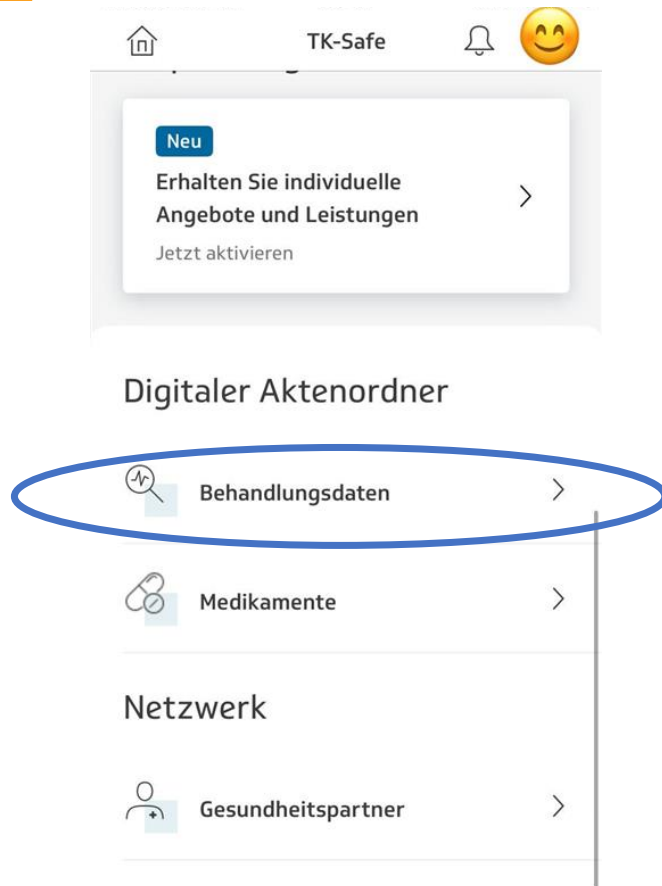 TK-Safe
Neu
Erhalten Sie individuelle
Angebote und Leistungen
Jetzt aktivieren
Digitaler Aktenordner
Behandlungsdaten
Medikamente
Netzwerk
Gesundheitspartner